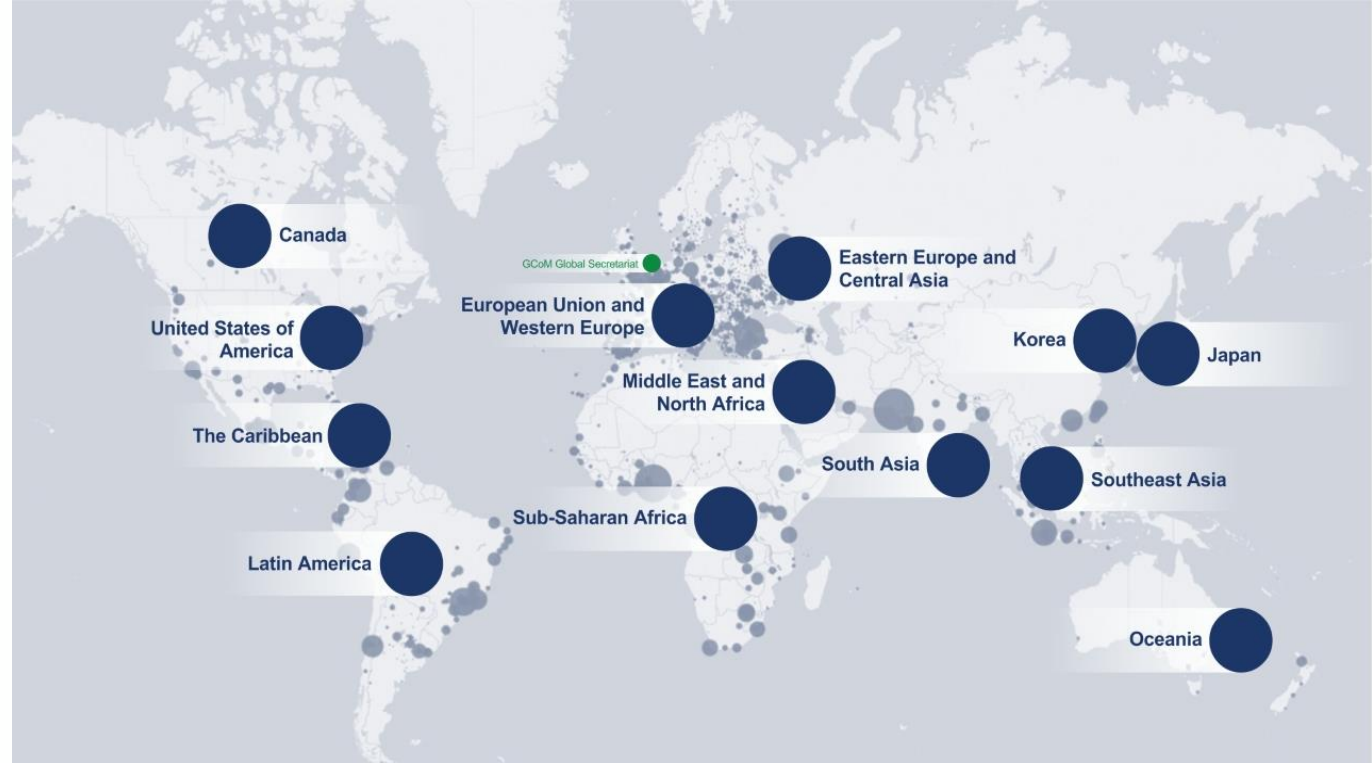 Canada
GCoM Global Secretariat
Eastern Europe and
Central Asia
European Union and
Western Europe
United States of
America
Korea
Japan
Middle East and
North Africa
The Caribbean
South Asia
Southeast Asia
Sub-Saharan Africa
Latin America
Oceania